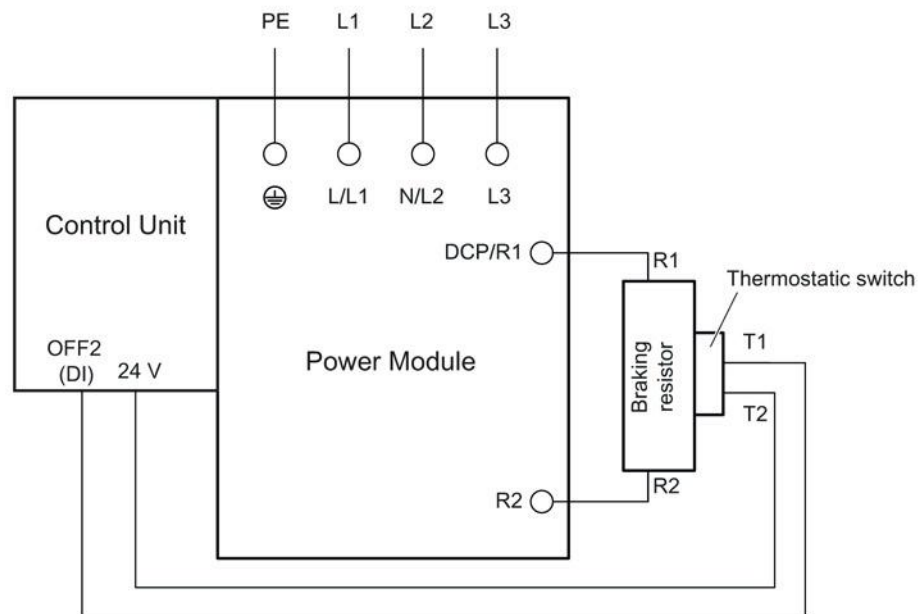 PE L1 L2 L3
L/L1 N/L2 L3
Control Unit
DCP/R1
R1
Thermostatic switch
OFF2
(DI)
24 V
Power Module
Braking
resistor
T1
T2
R2
R2